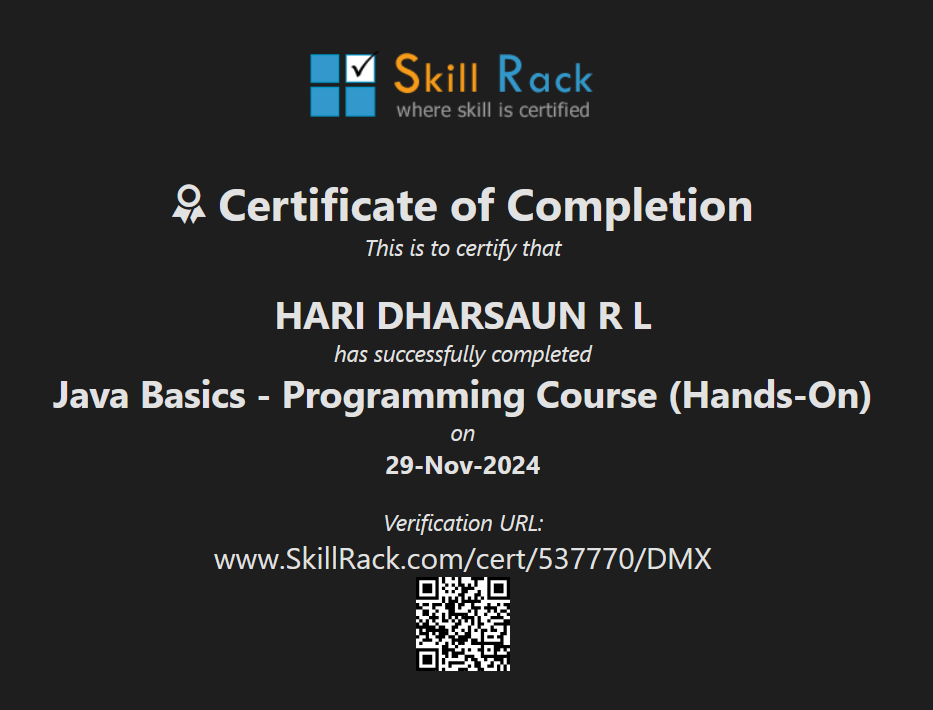 Skill Rack
where skill is certified
Certificate of Completion
This is to certify that
HARI DHARSAUN R L
has successfully completed
Java Basics - Programming Course (Hands-On)
on
29-Nov-2024
Verification URL:
www.SkillRack.com/cert/537770/DMX